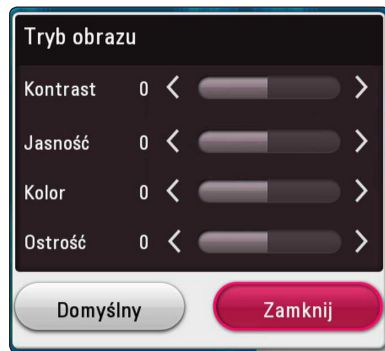 Tryb obrazu
Kontrast 0
Jasność 0
Kolor 0
Ostrość 0
Domyślny Zamknij